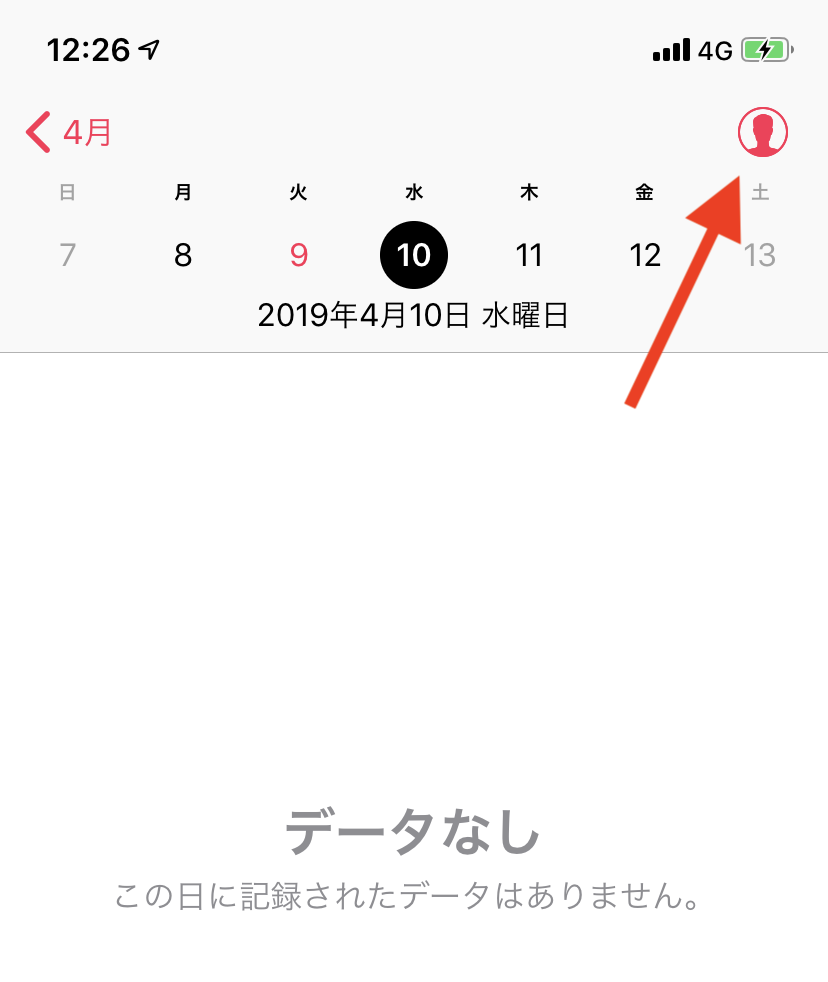 12:26 4G
4月
日 月 火 水 木 金 土
7 8 9 10 11 12 13
2019年4月10日 水曜日
データなし
この日に記録されたデータはありません。